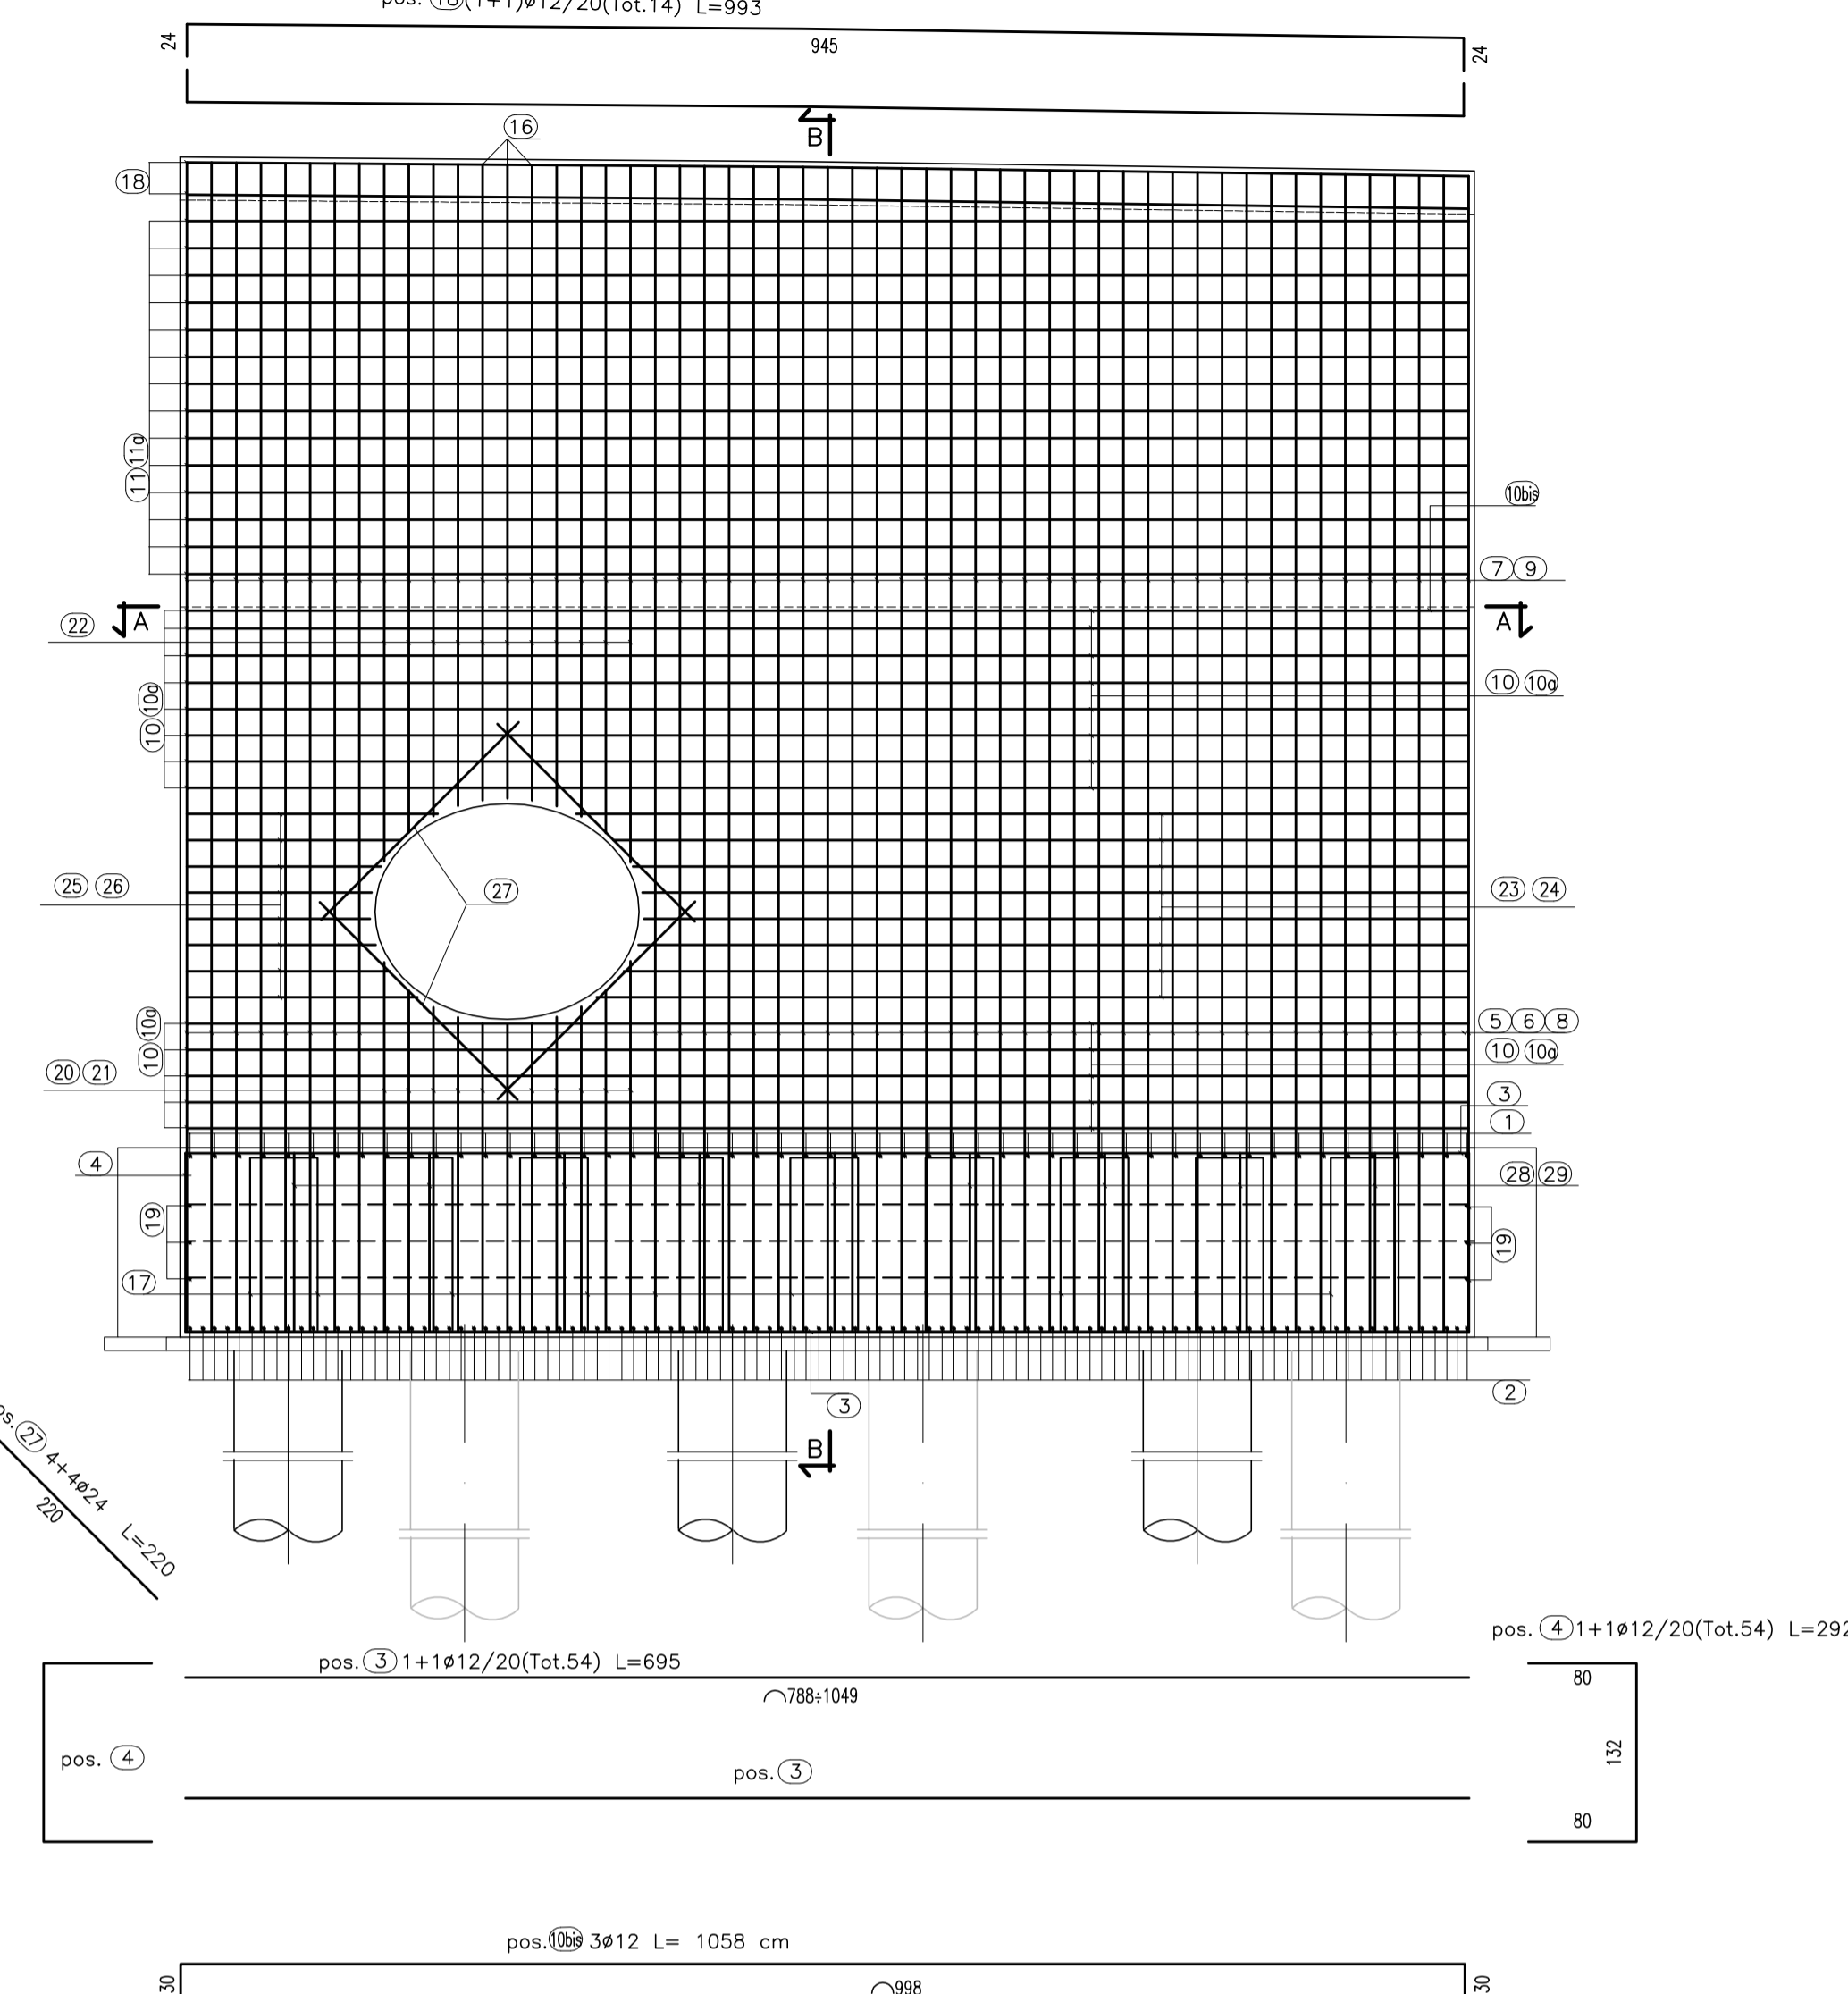 pos. 18 (1+1)ø12/20(Tot.14) L=993
24
945
24
B
16
18
11 11a
10bis
7 9
A
A
22
10 10a
10 10a
25 26
27
23 24
10 10a
5 6 8
10 10a
20 21
3
1
4
28 29
19
19
17
2
3
B
pos. 27 4+4ø24 L=220
220
pos. 4 1+1ø12/20(Tot.54) L=292
pos. 3 1+1ø12/20(Tot.54) L=695
80
788÷1049
132
pos. 4
pos. 3
80
pos. 10bis 3ø12 L= 1058 cm
30
998
30